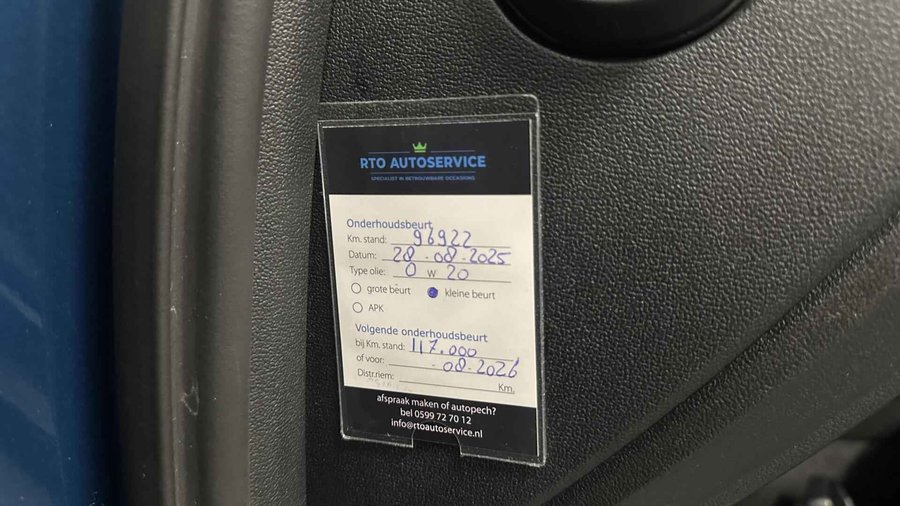 RTO AUTOSERVICE
SPECIALIST IN BETROUWBARE OCCASIONS
Onderhoudsbeurt
Km. stand: 96922
Datum: 28-08-2025
Type olie: 0 W 20
grote beurt kleine beurt
APK
Volgende onderhoudsbeurt
bij Km. stand: 117.000
of voor: -08-2026
Distr.riem: Km.
afspraak maken of autopech?
bel 0599 72 70 12
info@rtoautoservice.nl